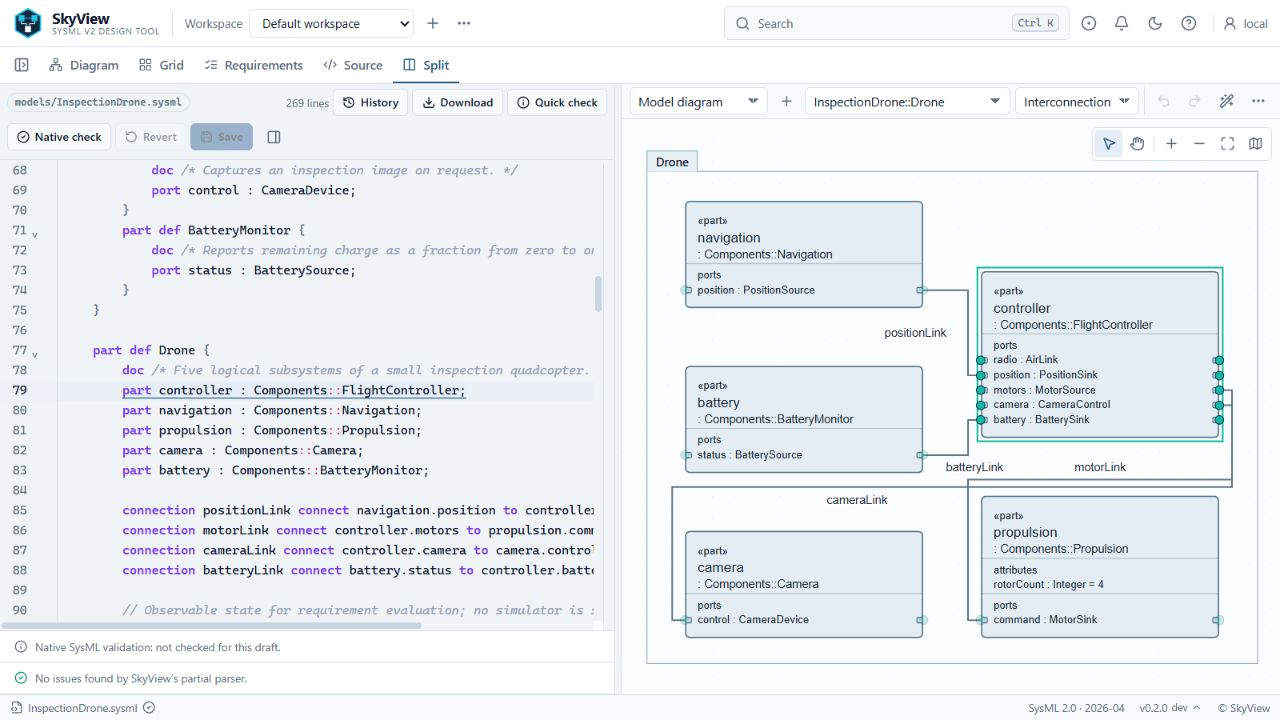 SkyView
SYSML V2 DESIGN TOOL
Workspace
Default workspace
Search
Ctrl K
local
Diagram
Grid
Requirements
Source
Split
models/InspectionDrone.sysml
269 lines
History
Download
Quick check
Native check
Revert
Save
68 doc /* Captures an inspection image on request. */
69 port control : CameraDevice;
70 }
71 part def BatteryMonitor {
72 doc /* Reports remaining charge as a fraction from zero to on
73 port status : BatterySource;
74 }
75 }
76
77 part def Drone {
78 doc /* Five logical subsystems of a small inspection quadcopter.
79 part controller : Components::FlightController;
80 part navigation : Components::Navigation;
81 part propulsion : Components::Propulsion;
82 part camera : Components::Camera;
83 part battery : Components::BatteryMonitor;
84
85 connection positionLink connect navigation.position to controller
86 connection motorLink connect controller.motors to propulsion.comm
87 connection cameraLink connect controller.camera to camera.control
88 connection batteryLink connect battery.status to controller.batte
89
90 // Observable state for requirement evaluation; no simulator is
Native SysML validation: not checked for this draft.
No issues found by SkyView's partial parser.
Model diagram
InspectionDrone::Drone
Interconnection
Drone
«part»
navigation
: Components::Navigation
ports
position : PositionSource
positionLink
«part»
controller
: Components::FlightController
ports
radio : AirLink
position : PositionSink
motors : MotorSource
camera : CameraControl
battery : BatterySink
«part»
battery
: Components::BatteryMonitor
ports
status : BatterySource
batteryLink
motorLink
cameraLink
«part»
camera
: Components::Camera
ports
control : CameraDevice
«part»
propulsion
: Components::Propulsion
attributes
rotorCount : Integer = 4
ports
command : MotorSink
InspectionDrone.sysml
SysML 2.0 · 2026-04
v0.2.0 dev
© SkyView